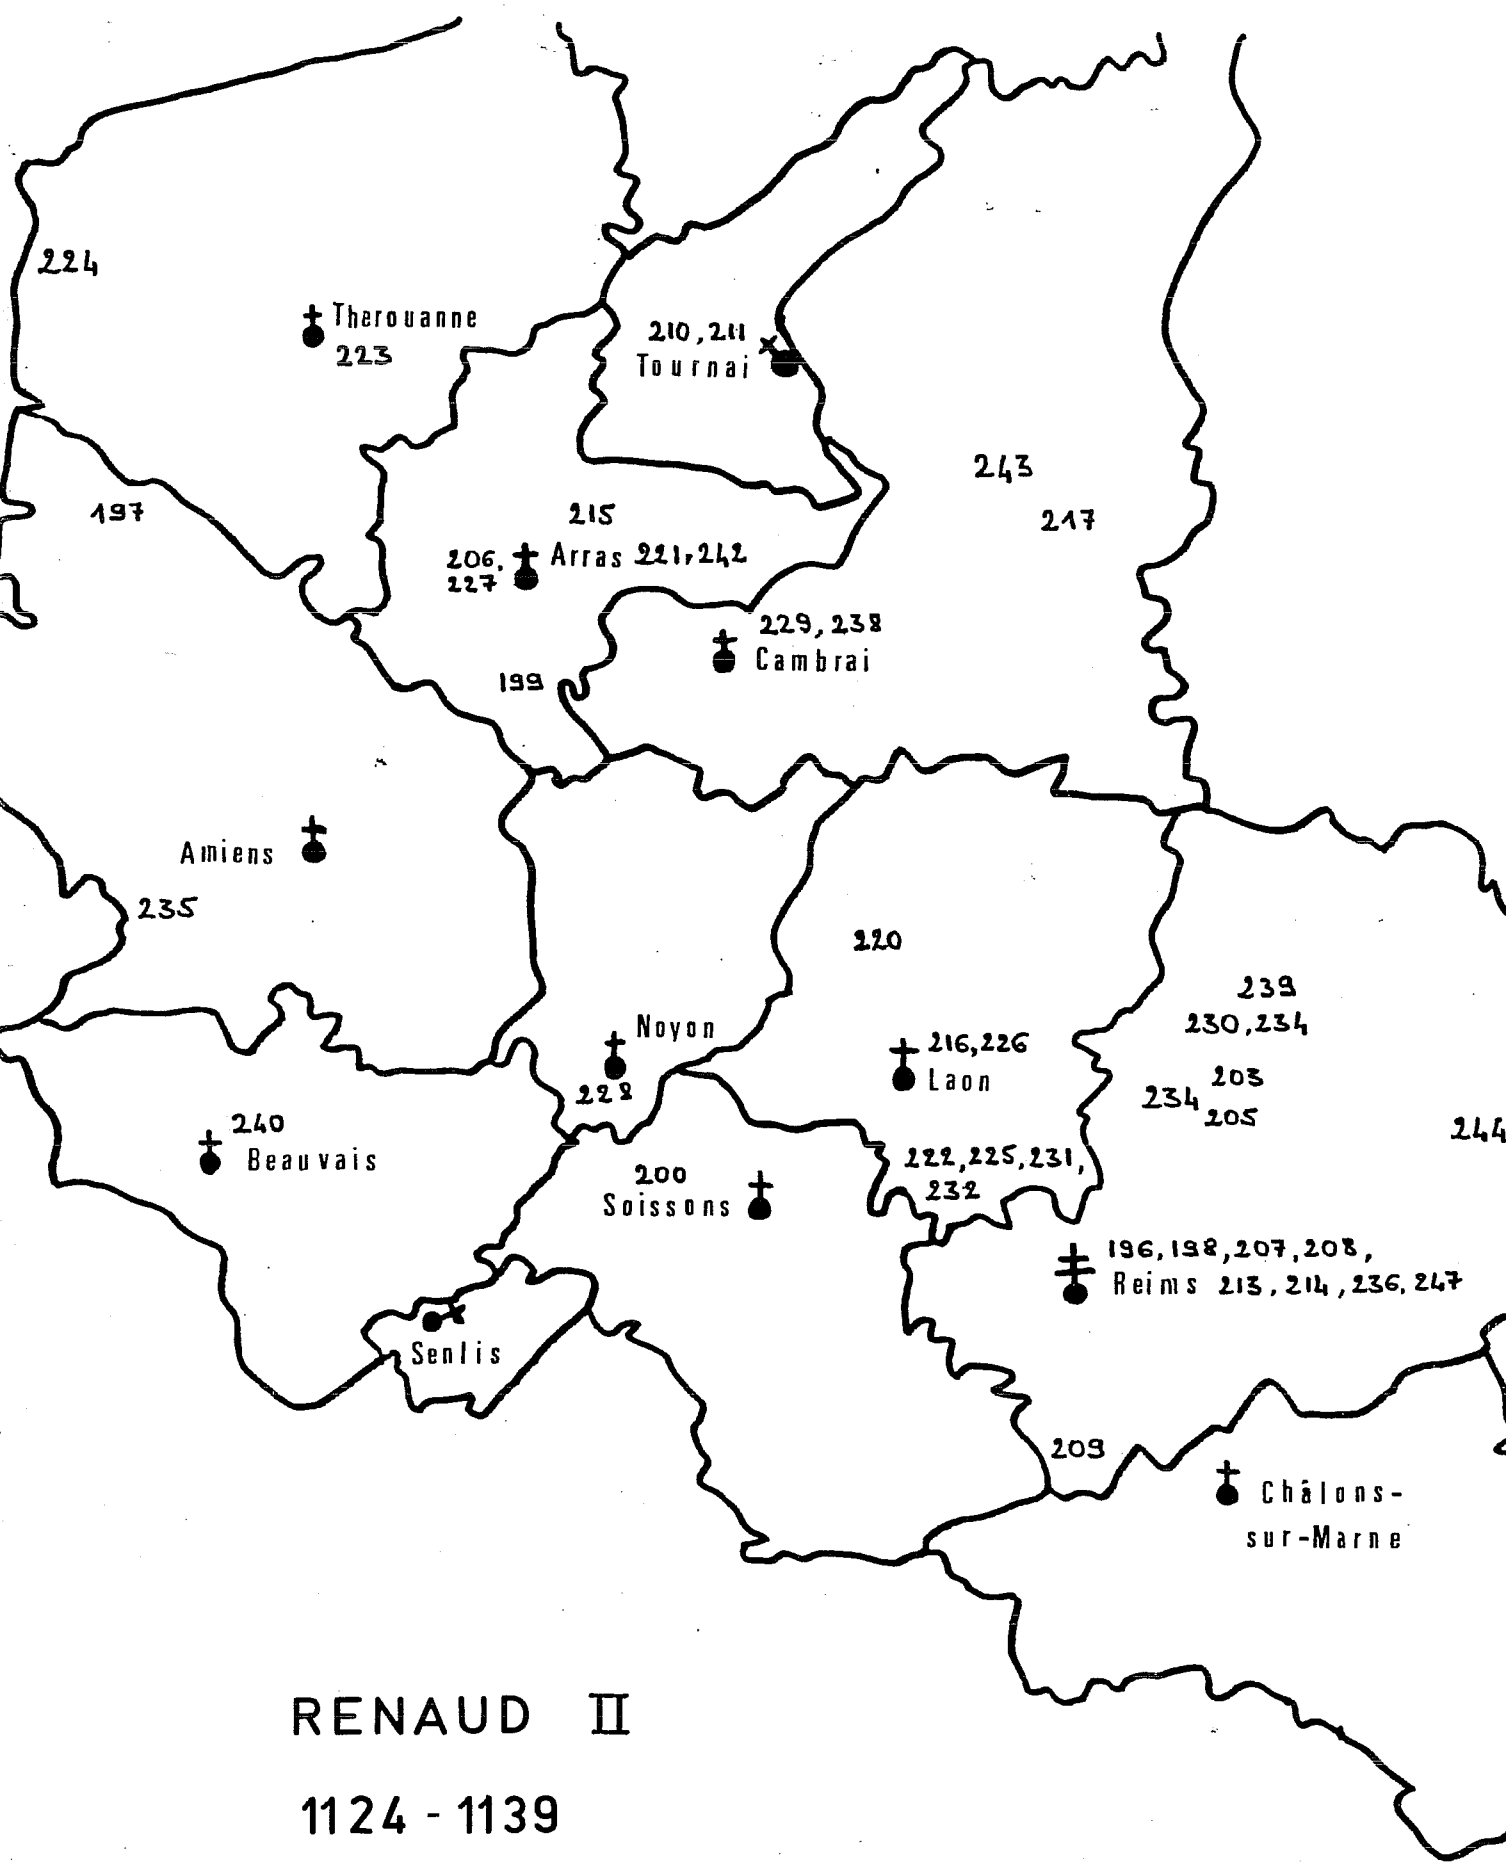 224
Therouanne
223
210, 211
Tournai
243
217
197
215
206,
227
Arras 221, 242
229, 238
Cambrai
199
Amiens
235
220
239
230, 234
203
234
205
244
Noyon
228
216, 226
Laon
240
Beauvais
222, 225, 231,
232
200
Soissons
196, 198, 207, 208,
Reims 213, 214, 236, 247
Senlis
209
Châlons-
sur-Marne
RENAUD II
1124 - 1139